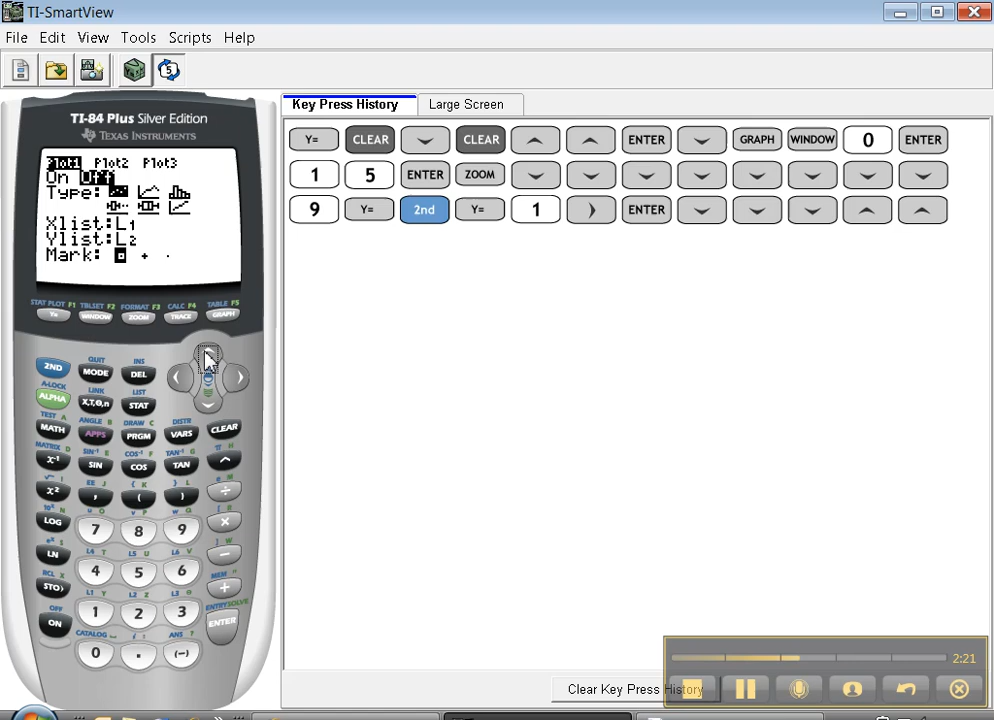 TI-SmartView
File Edit View Tools Scripts Help
5
Key Press History Large Screen
Y= CLEAR CLEAR ENTER GRAPH WINDOW 0 ENTER
1 5 ENTER ZOOM
9 Y= 2nd Y= 1 ) ENTER
TI-84 Plus Silver Edition
TEXAS INSTRUMENTS
Plot1 Plot2 Plot3
On Off
Type:
Xlist:L1
Ylist:L2
Mark: + ·
STAT PLOT F1 TBLSET F2 FORMAT F3 CALC F4 TABLE F5
Y= WINDOW ZOOM TRACE GRAPH
QUIT INS
2ND MODE DEL
A-LOCK LINK LIST
ALPHA X,T,θ,n STAT
TEST A ANGLE B DRAW C DISTR
MATH APPS PRGM VARS CLEAR
MATRIX D SIN-1 E COS-1 F TAN-1 G π H
x-1 SIN COS TAN ^
√ I EE J { K } L e M
x2 , ( ) ÷
10x N u O v P w Q [ R
LOG 7 8 9 ×
ex S L4 T L5 U L6 V ] W
LN 4 5 6 −
RCL X L1 Y L2 Z L3 θ MEM "
STO> 1 2 3 +
OFF CATALOG i : ANS ? ENTRY SOLVE
ON 0 . (−) ENTER
Clear Key Press History
2:21